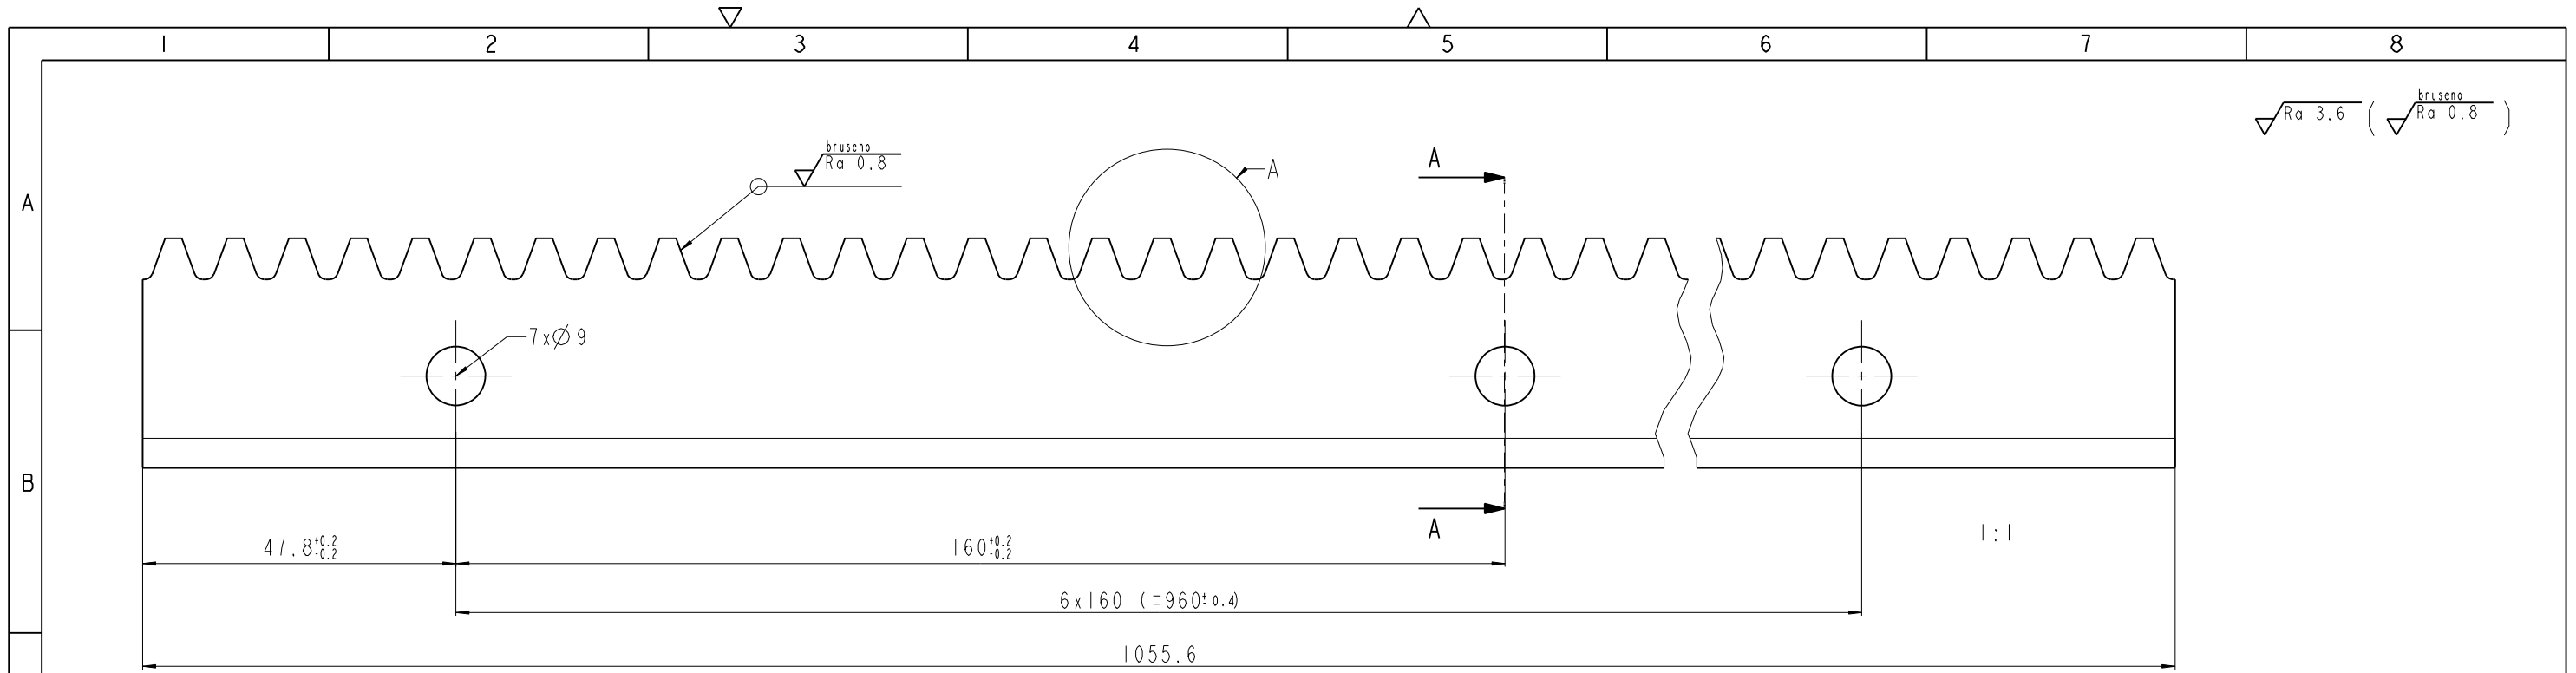 1 2 3 4 5 6 7 8
bruseno
Ra 3.6 ( Ra 0.8 )
bruseno
Ra 0.8
A
A
A
7x⌀9
B
A
1:1
47.8 +0.2 -0.2
160 +0.2 -0.2
6x160 (=960±0.4)
1055.6